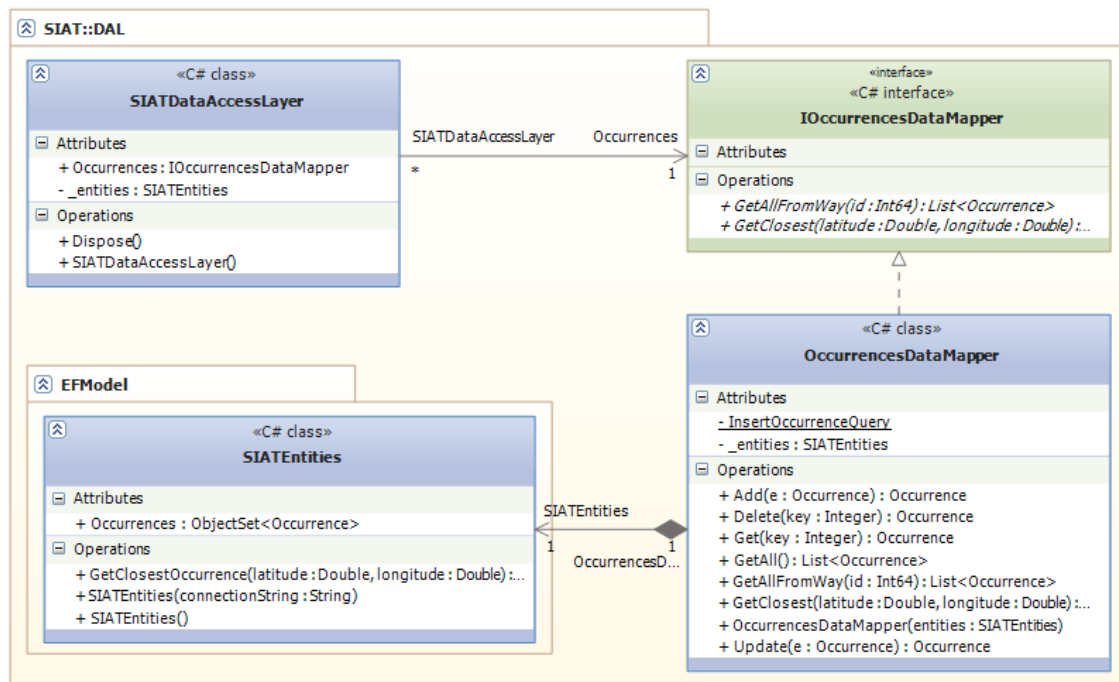 SIAT::DAL
«C# class»
SIATDataAccessLayer
Attributes
+ Occurrences : IOccurrencesDataMapper
- _entities : SIATEntities
Operations
+ Dispose()
+ SIATDataAccessLayer()
SIATDataAccessLayer
Occurrences
*
1
«interface»
«C# interface»
IOccurrencesDataMapper
Attributes
Operations
+ GetAllFromWay(id : Int64) : List<Occurrence>
+ GetClosest(latitude : Double, longitude : Double) :...
EFModel
«C# class»
SIATEntities
Attributes
+ Occurrences : ObjectSet<Occurrence>
Operations
+ GetClosestOccurrence(latitude : Double, longitude : Double) :...
+ SIATEntities(connectionString : String)
+ SIATEntities()
SIATEntities
1
1
OccurrencesD...
«C# class»
OccurrencesDataMapper
Attributes
- InsertOccurrenceQuery
- _entities : SIATEntities
Operations
+ Add(e : Occurrence) : Occurrence
+ Delete(key : Integer) : Occurrence
+ Get(key : Integer) : Occurrence
+ GetAll() : List<Occurrence>
+ GetAllFromWay(id : Int64) : List<Occurrence>
+ GetClosest(latitude : Double, longitude : Double) :...
+ OccurrencesDataMapper(entities : SIATEntities)
+ Update(e : Occurrence) : Occurrence